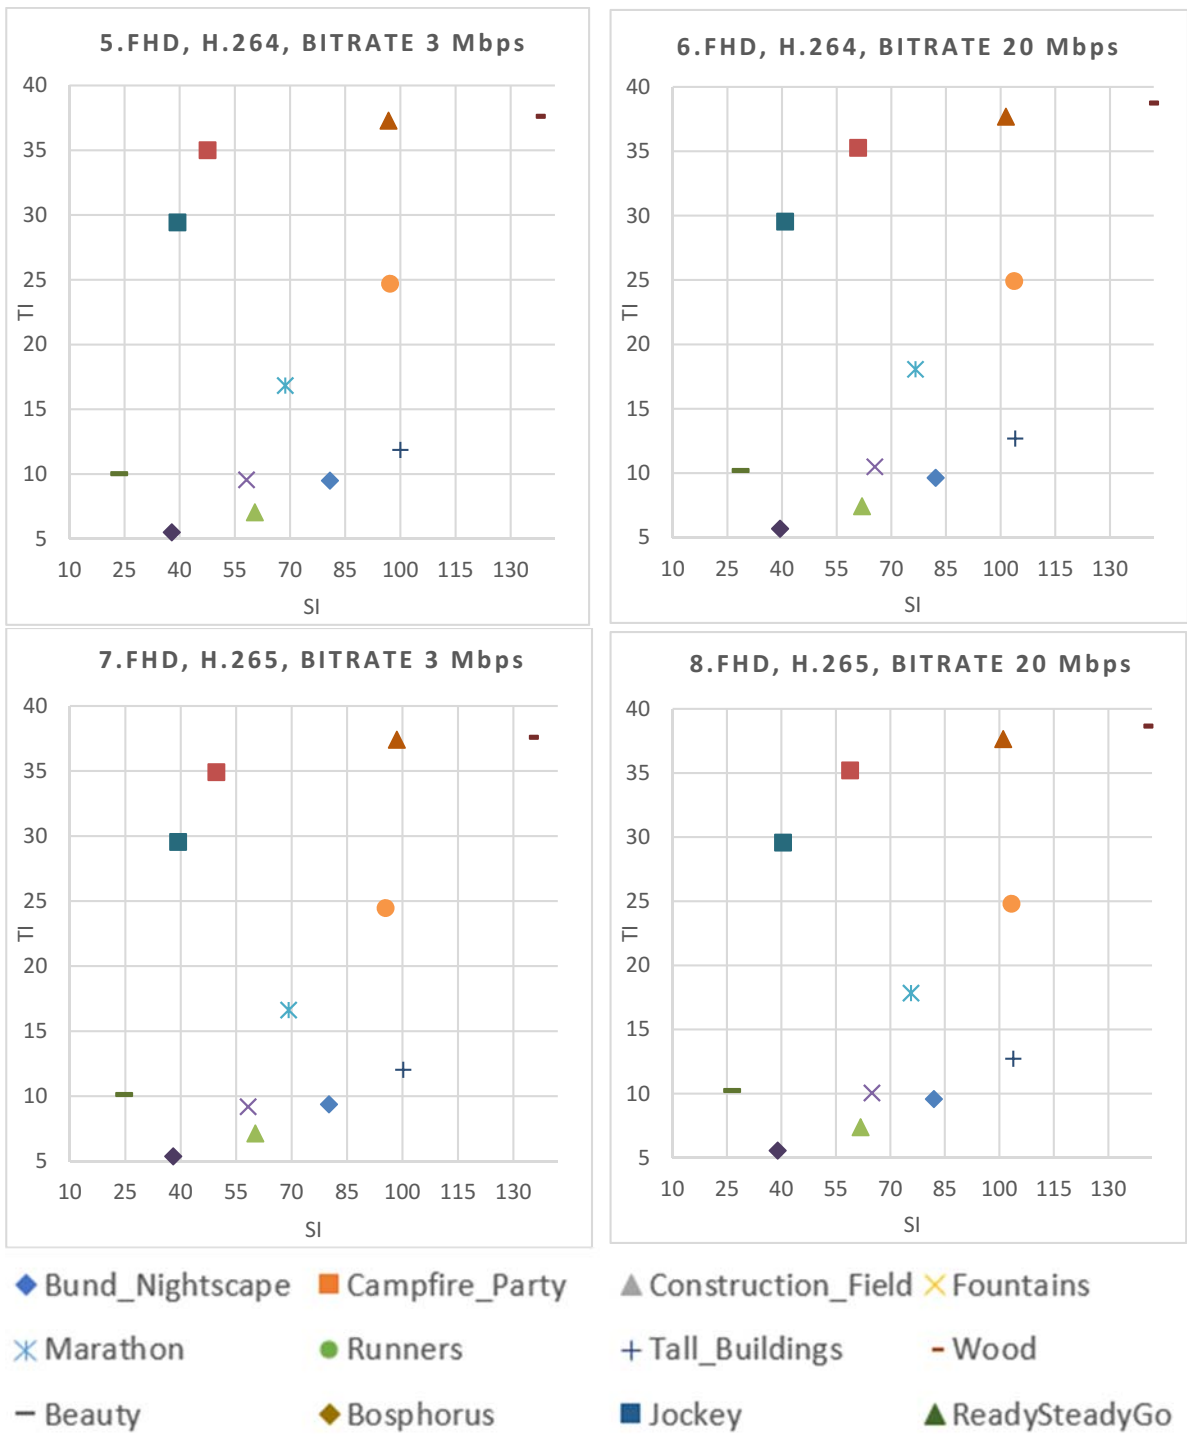 5.FHD, H.264, BITRATE 3 Mbps
40
35
30
25
20
15
10
5
TI
10 25 40 55 70 85 100 115 130
SI
6.FHD, H.264, BITRATE 20 Mbps
40
35
30
25
20
15
10
5
TI
10 25 40 55 70 85 100 115 130
SI
7.FHD, H.265, BITRATE 3 Mbps
40
35
30
25
20
15
10
5
TI
10 25 40 55 70 85 100 115 130
SI
8.FHD, H.265, BITRATE 20 Mbps
40
35
30
25
20
15
10
5
TI
10 25 40 55 70 85 100 115 130
SI
Bund_Nightscape Campfire_Party Construction_Field Fountains
Marathon Runners Tall_Buildings Wood
Beauty Bosphorus Jockey ReadySteadyGo